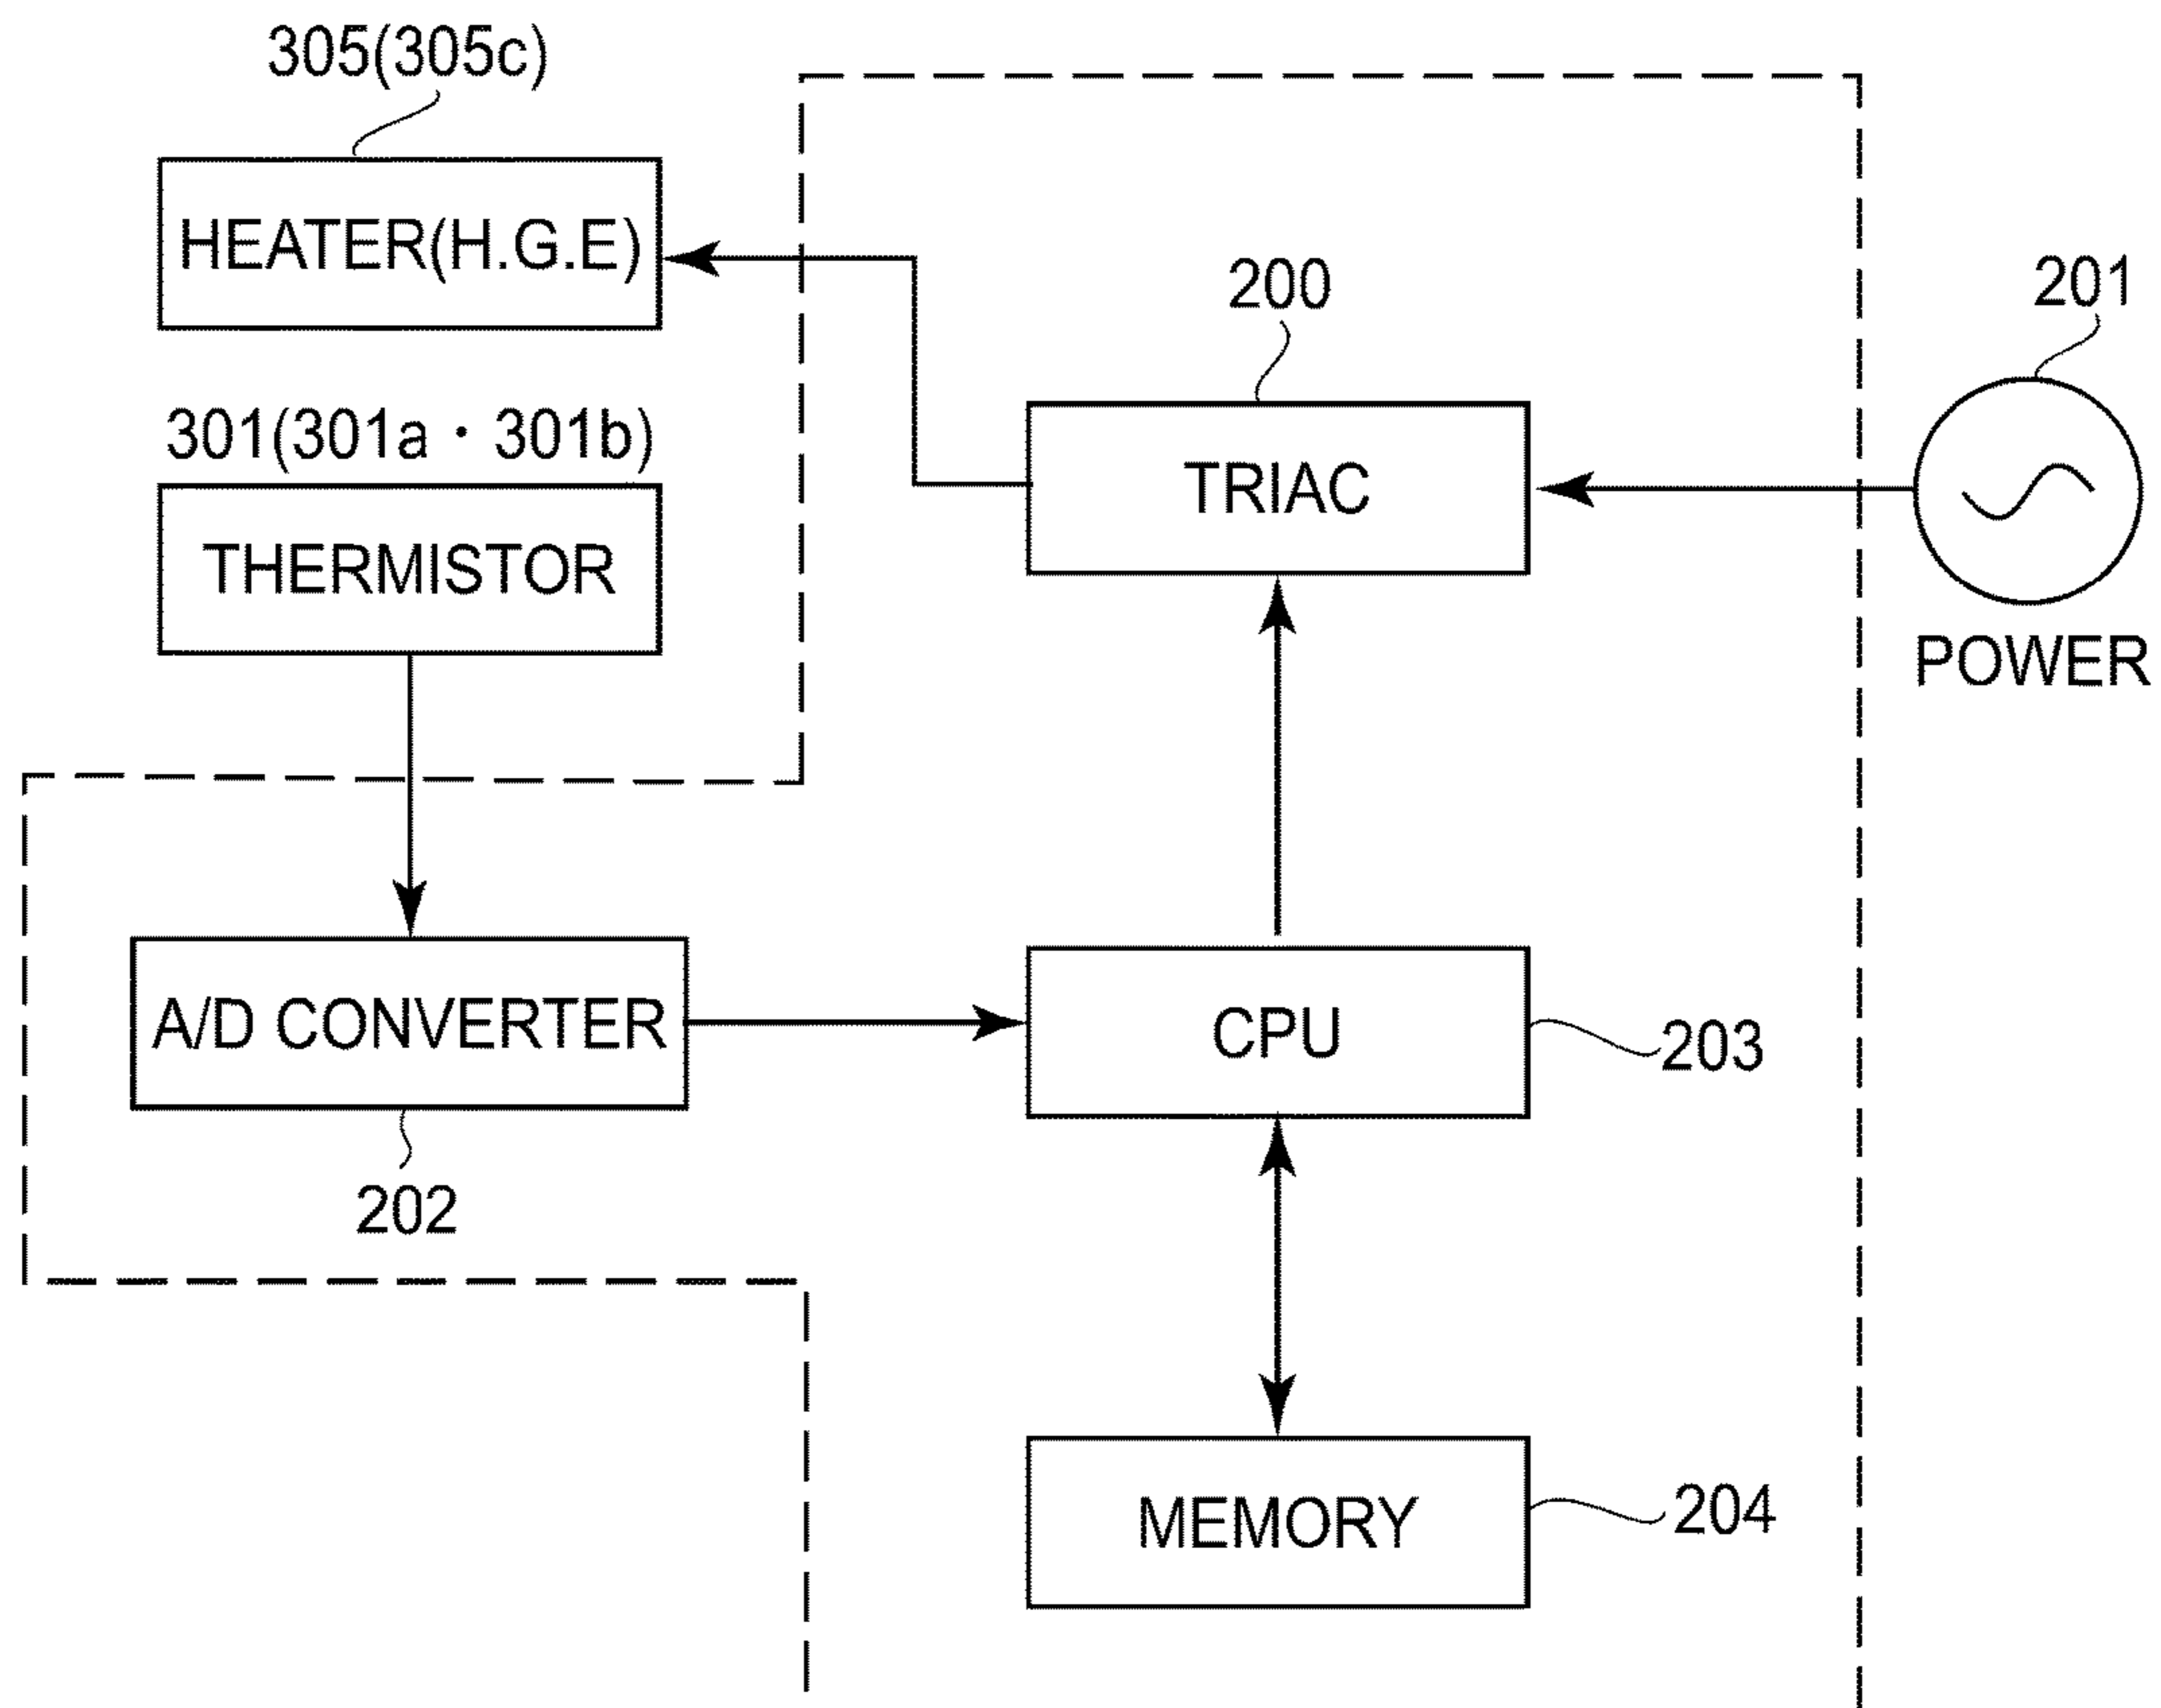 305(305c)
HEATER(H.G.E)
200
201
301(301a・301b)
TRIAC
THERMISTOR
POWER
A/D CONVERTER
CPU
203
202
MEMORY
204